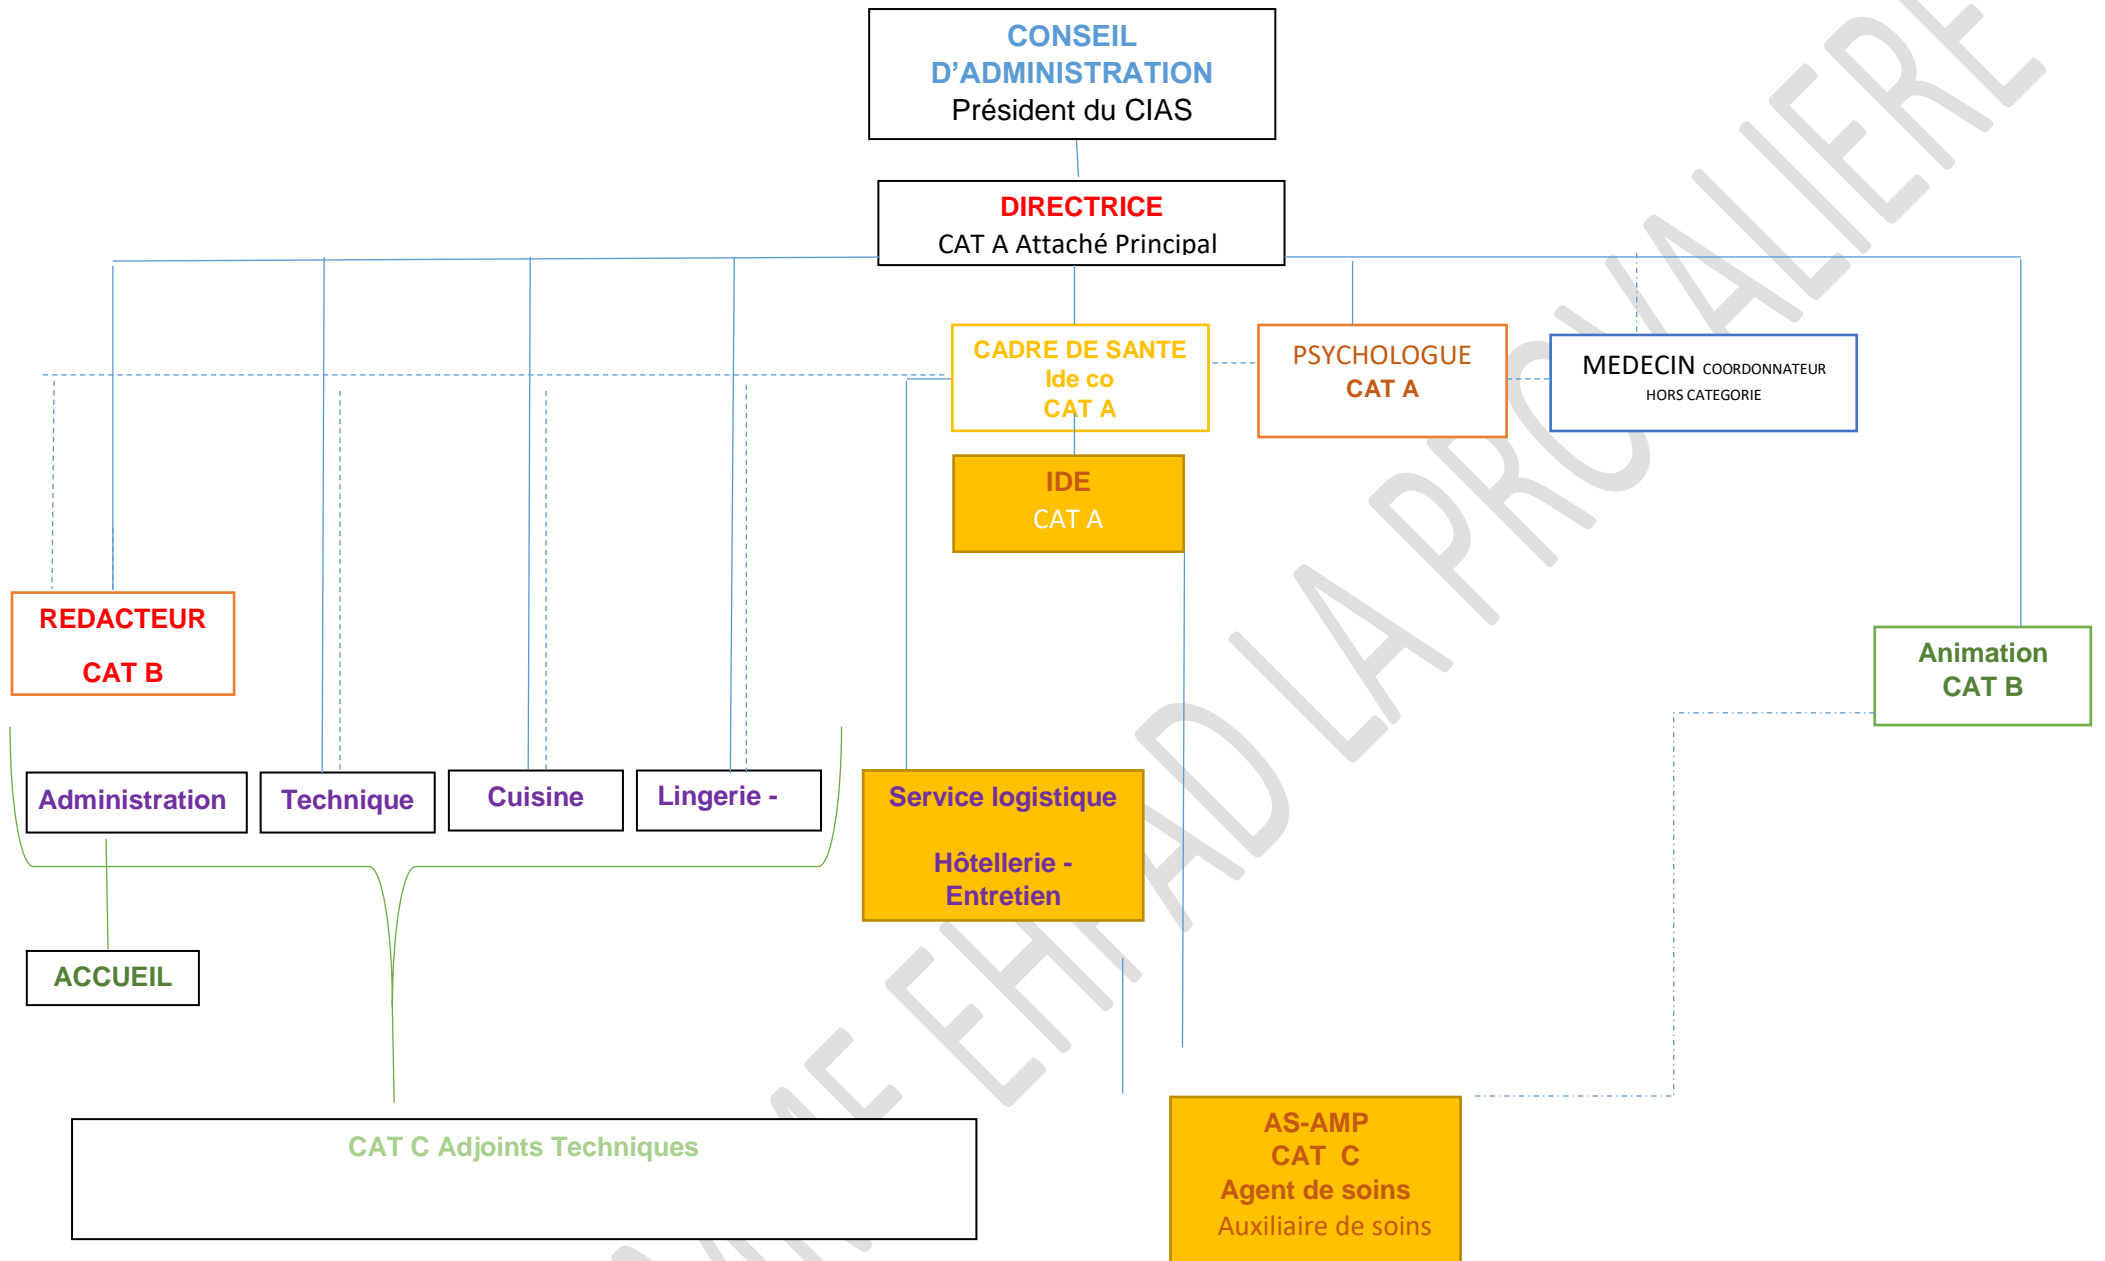 CONSEIL
D’ADMINISTRATION
Président du CIAS
DIRECTRICE
CAT A Attaché Principal
CADRE DE SANTE
Ide co
CAT A
PSYCHOLOGUE
CAT A
MEDECIN COORDONNATEUR
HORS CATEGORIE
IDE
CAT A
REDACTEUR
CAT B
Animation
CAT B
Administration
Technique
Cuisine
Lingerie -
Service logistique
Hôtellerie -
Entretien
ACCUEIL
CAT C Adjoints Techniques
AS-AMP
CAT  C
Agent de soins
Auxiliaire de soins
EHPAD LA PROVALIERE